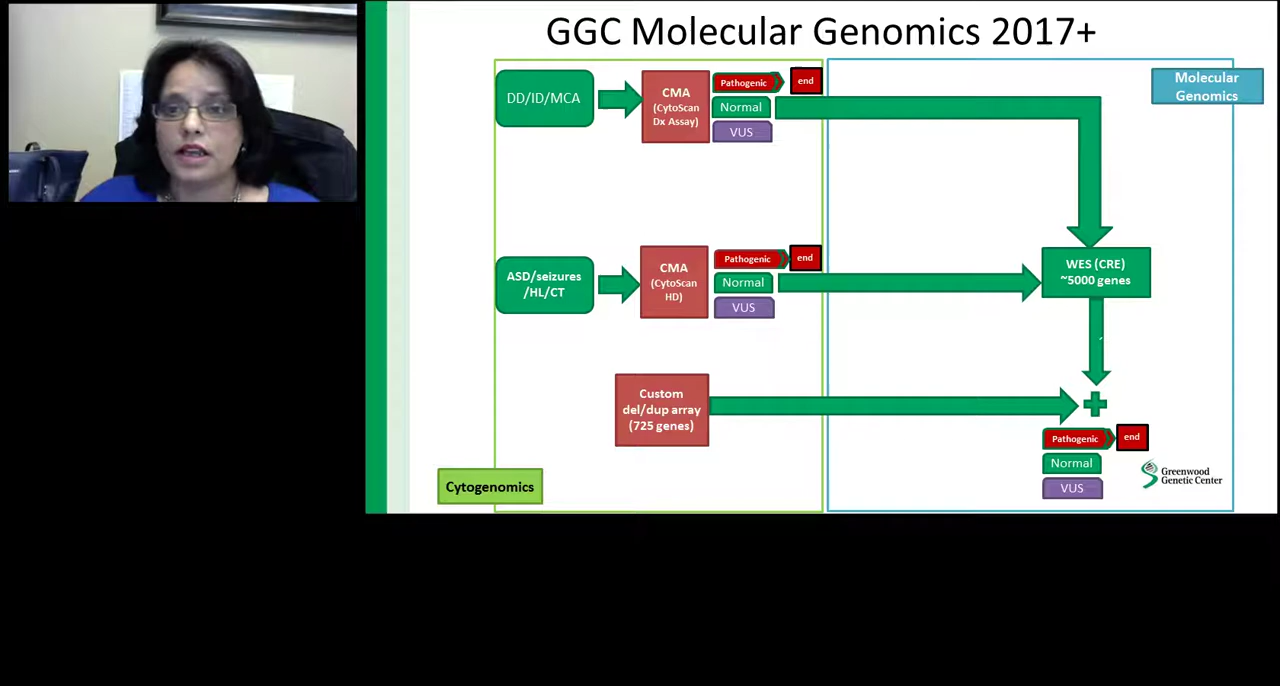 GGC Molecular Genomics 2017+
Molecular
Genomics
DD/ID/MCA
CMA
(CytoScan
Dx Assay)
Pathogenic
end
Normal
VUS
ASD/seizures
/HL/CT
CMA
(CytoScan
HD)
Pathogenic
end
Normal
VUS
WES (CRE)
~5000 genes
Custom
del/dup array
(725 genes)
Pathogenic
end
Normal
VUS
Cytogenomics
Greenwood
Genetic Center